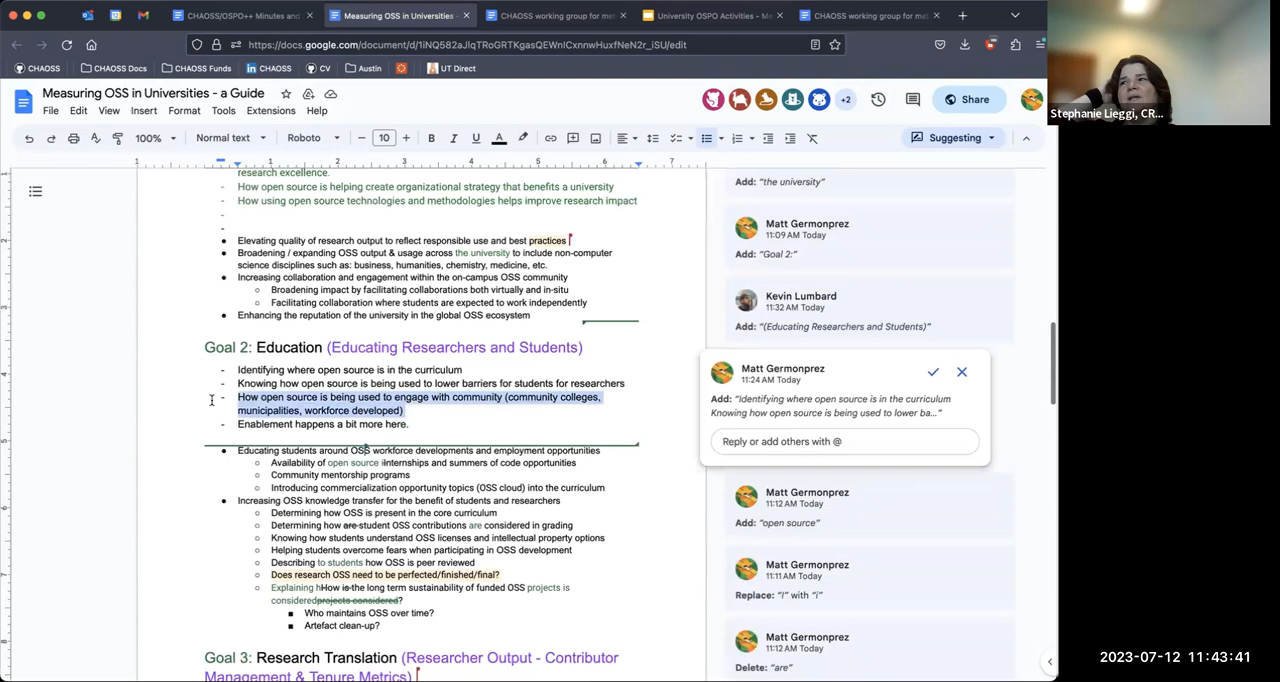 CHAOSS/OSPO++ Minutes and
Measuring OSS in Universities -
CHAOSS working group for me
University OSPO Activities - Me
CHAOSS working group for me
https://docs.google.com/document/d/1iNQ582aJlqTRoGRTKgasQEWnICxnnwHuxfNeN2r_iSU/edit
CHAOSS
CHAOSS Docs
CHAOSS Funds
CHAOSS
CV
Austin
UT Direct
Measuring OSS in Universities - a Guide
File Edit View Insert Format Tools Extensions Help
+2
Share
100%
Normal text
Roboto
10
B I U A
Suggesting
1 1 2 3 4 5 6 7
research excellence.
- How open source is helping create organizational strategy that benefits a university
- How using open source technologies and methodologies helps improve research impact
-
-
● Elevating quality of research output to reflect responsible use and best practices
● Broadening / expanding OSS output & usage across the university to include non-computer
science disciplines such as: business, humanities, chemistry, medicine, etc.
● Increasing collaboration and engagement within the on-campus OSS community
○ Broadening impact by facilitating collaborations both virtually and in-situ
○ Facilitating collaboration where students are expected to work independently
● Enhancing the reputation of the university in the global OSS ecosystem
Goal 2: Education (Educating Researchers and Students)
- Identifying where open source is in the curriculum
- Knowing how open source is being used to lower barriers for students for researchers
- How open source is being used to engage with community (community colleges,
municipalities, workforce developed)
- Enablement happens a bit more here.
● Educating students around OSS workforce developments and employment opportunities
○ Availability of open source iInternships and summers of code opportunities
○ Community mentorship programs
○ Introducing commercialization opportunity topics (OSS cloud) into the curriculum
● Increasing OSS knowledge transfer for the benefit of students and researchers
○ Determining how OSS is present in the core curriculum
○ Determining how are student OSS contributions are considered in grading
○ Knowing how students understand OSS licenses and intellectual property options
○ Helping students overcome fears when participating in OSS development
○ Describing to students how OSS is peer reviewed
○ Does research OSS need to be perfected/finished/final?
○ Explaining hHow is the long term sustainability of funded OSS projects is
consideredprojects considered?
■ Who maintains OSS over time?
■ Artefact clean-up?
Goal 3: Research Translation (Researcher Output - Contributor
Management & Tenure Metrics)
Add: "the university"
Matt Germonprez
11:09 AM Today
Add: "Goal 2:"
Kevin Lumbard
11:32 AM Today
Add: "(Educating Researchers and Students)"
Matt Germonprez
11:24 AM Today
Add: "Identifying where open source is in the curriculum
Knowing how open source is being used to lower ba..."
Reply or add others with @
Matt Germonprez
11:12 AM Today
Add: "open source"
Matt Germonprez
11:11 AM Today
Replace: "I" with "i"
Matt Germonprez
11:12 AM Today
Delete: "are"
Stephanie Lieggi, CR...
2023-07-12 11:43:41